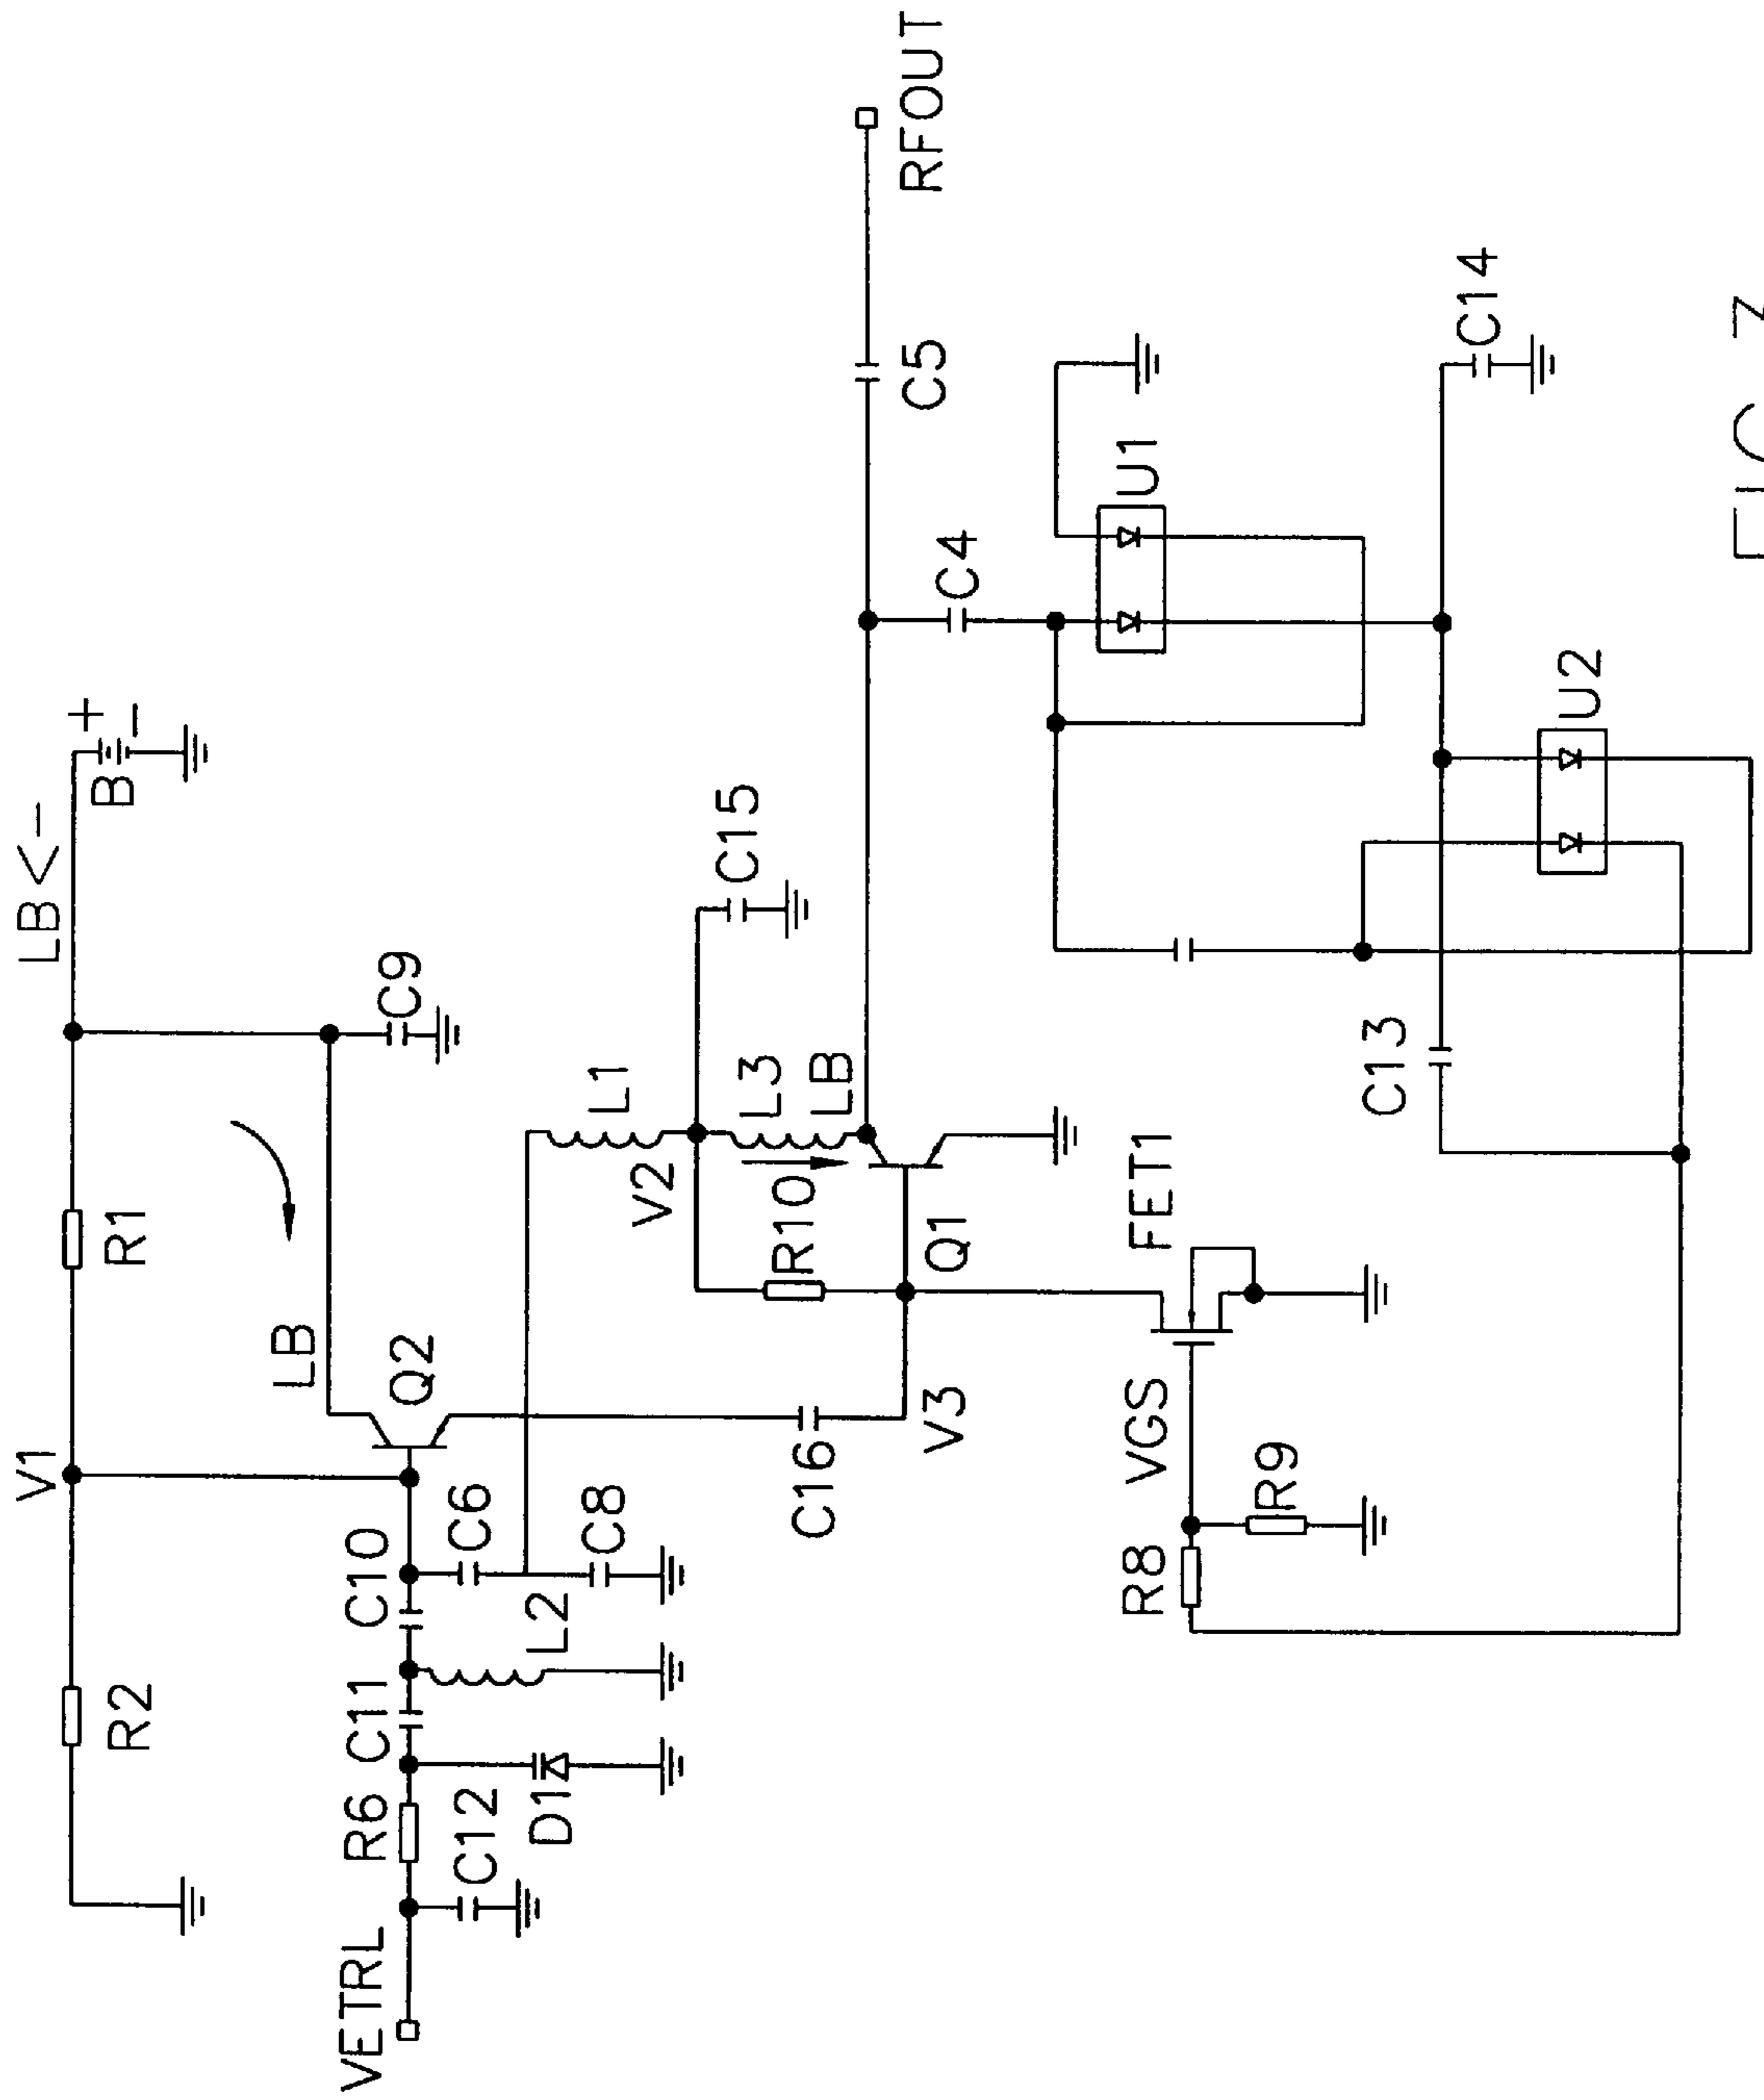 V1
LB<-
+
-
R2
R1
B
LB
VETRL
R6
C11
C10
Q2
C9
C12
C6
D1
L2
C8
L1
V2
C15
L3
R10
C16
LB
V3
Q1
C5
RFOUT
C4
R8
VGS
FET1
U1
R9
C13
C14
U2